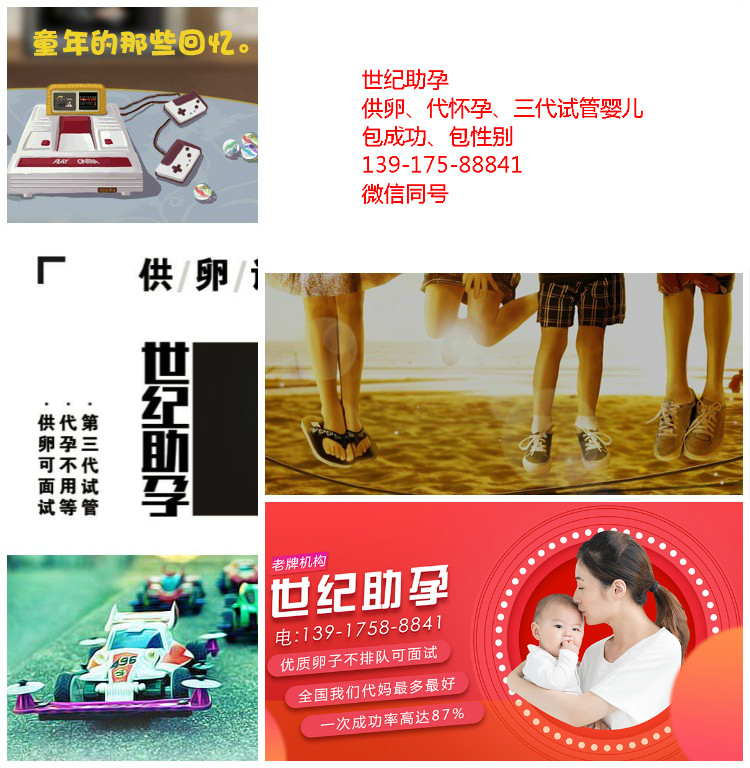 童年的那些回忆。
PLAY
世纪助孕
供卵、代怀孕、三代试管婴儿
包成功、包性别
139-175-88841
微信同号
供/卵/
世纪助孕
第三代试管
代孕不用等
供卵可面试
496
老牌机构
世纪助孕
电:139-1758-8841
优质卵子不排队可面试
全国我们代妈最多最好
一次成功率高达87%